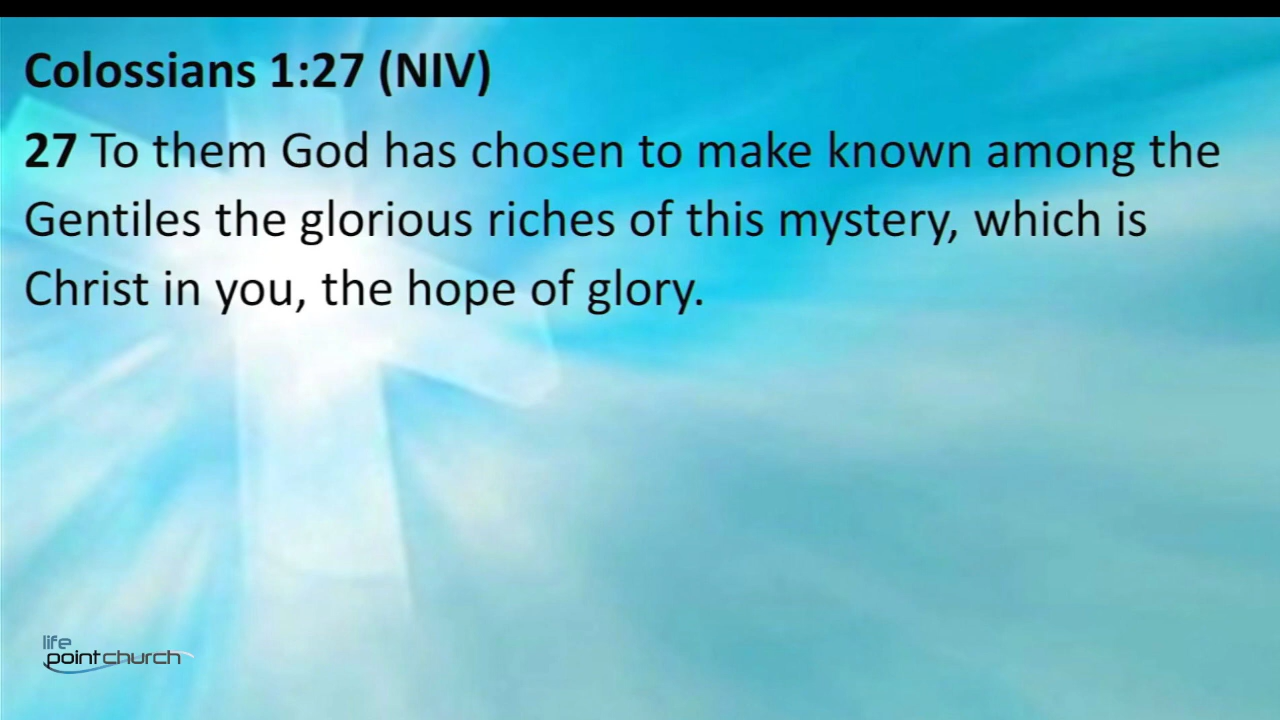 Colossians 1:27 (NIV)
27 To them God has chosen to make known among the
Gentiles the glorious riches of this mystery, which is
Christ in you, the hope of glory.
life
pointchurch